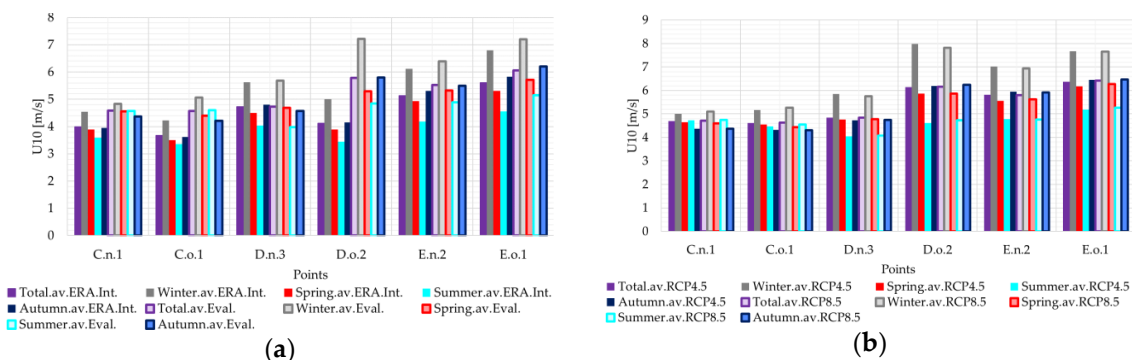 (a)
8
7
6
5
4
3
2
1
0
U10 [m/s]
C.n.1 C.o.1 D.n.3 D.o.2 E.n.2 E.o.1
Points
Total.av.ERA.Int. Winter.av.ERA.Int. Spring.av.ERA.Int. Summer.av.ERA.Int.
Autumn.av.ERA.Int. Total.av.Eval. Winter.av.Eval. Spring.av.Eval.
Summer.av.Eval. Autumn.av.Eval.
(a)
(b)
9
8
7
6
5
4
3
2
1
0
U10 [m/s]
C.n.1 C.o.1 D.n.3 D.o.2 E.n.2 E.o.1
Points
Total.av.RCP4.5 Winter.av.RCP4.5 Spring.av.RCP4.5 Summer.av.RCP4.5
Autumn.av.RCP4.5 Total.av.RCP8.5 Winter.av.RCP8.5 Spring.av.RCP8.5
Summer.av.RCP8.5 Autumn.av.RCP8.5
(b)